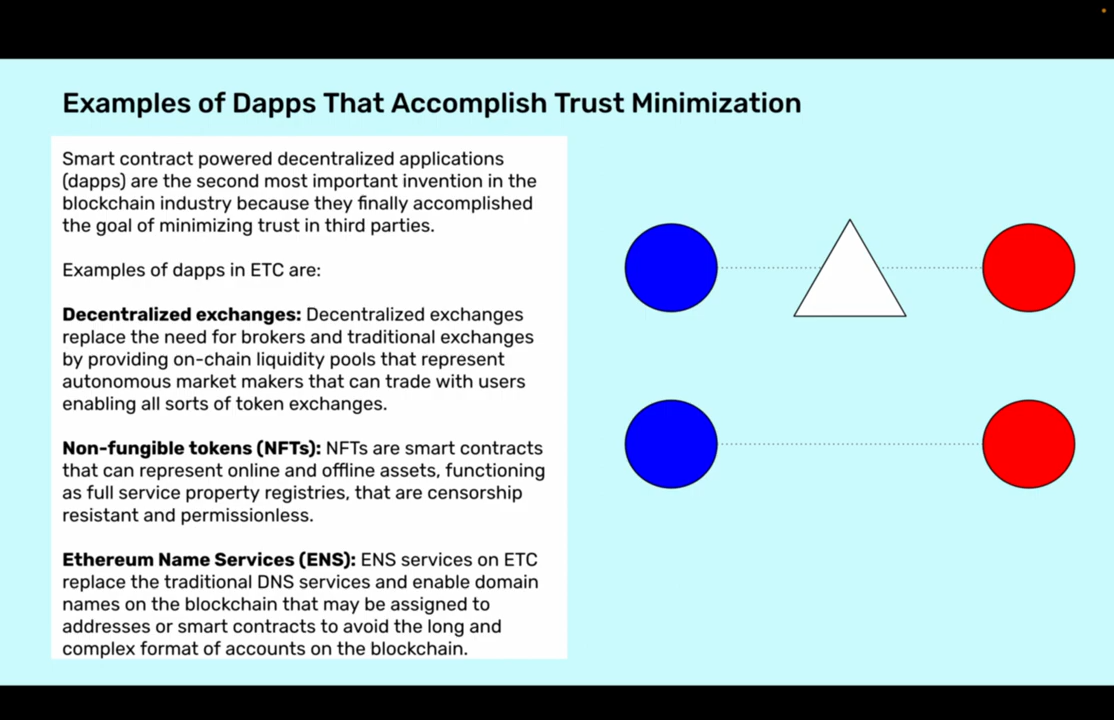 Examples of Dapps That Accomplish Trust Minimization
Smart contract powered decentralized applications
(dapps) are the second most important invention in the
blockchain industry because they finally accomplished
the goal of minimizing trust in third parties.
Examples of dapps in ETC are:
Decentralized exchanges: Decentralized exchanges
replace the need for brokers and traditional exchanges
by providing on-chain liquidity pools that represent
autonomous market makers that can trade with users
enabling all sorts of token exchanges.
Non-fungible tokens (NFTs): NFTs are smart contracts
that can represent online and offline assets, functioning
as full service property registries, that are censorship
resistant and permissionless.
Ethereum Name Services (ENS): ENS services on ETC
replace the traditional DNS services and enable domain
names on the blockchain that may be assigned to
addresses or smart contracts to avoid the long and
complex format of accounts on the blockchain.